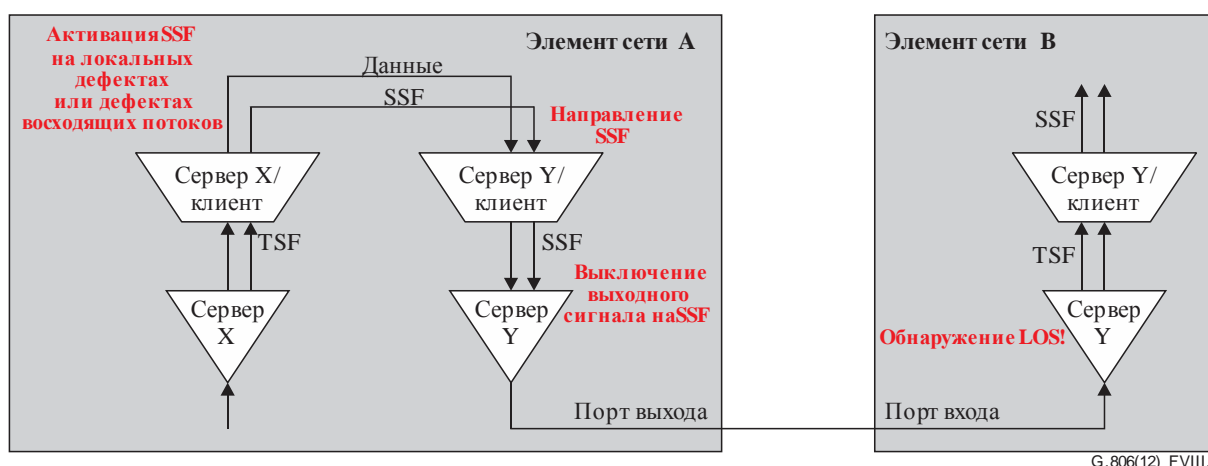 Активация SSF
на локальных
дефектах
или дефектах
восходящих потоков
Элемент сети А
Данные
SSF
Направление
SSF
Сервер X/
клиент
Сервер Y/
клиент
TSF
SSF
Выключение
выходного
сигнала на SSF
Сервер
X
Сервер
Y
Порт выхода
Элемент сети В
SSF
Сервер Y/
клиент
TSF
Обнаружение LOS!
Сервер
Y
Порт входа
G.806(12)_FVIII.